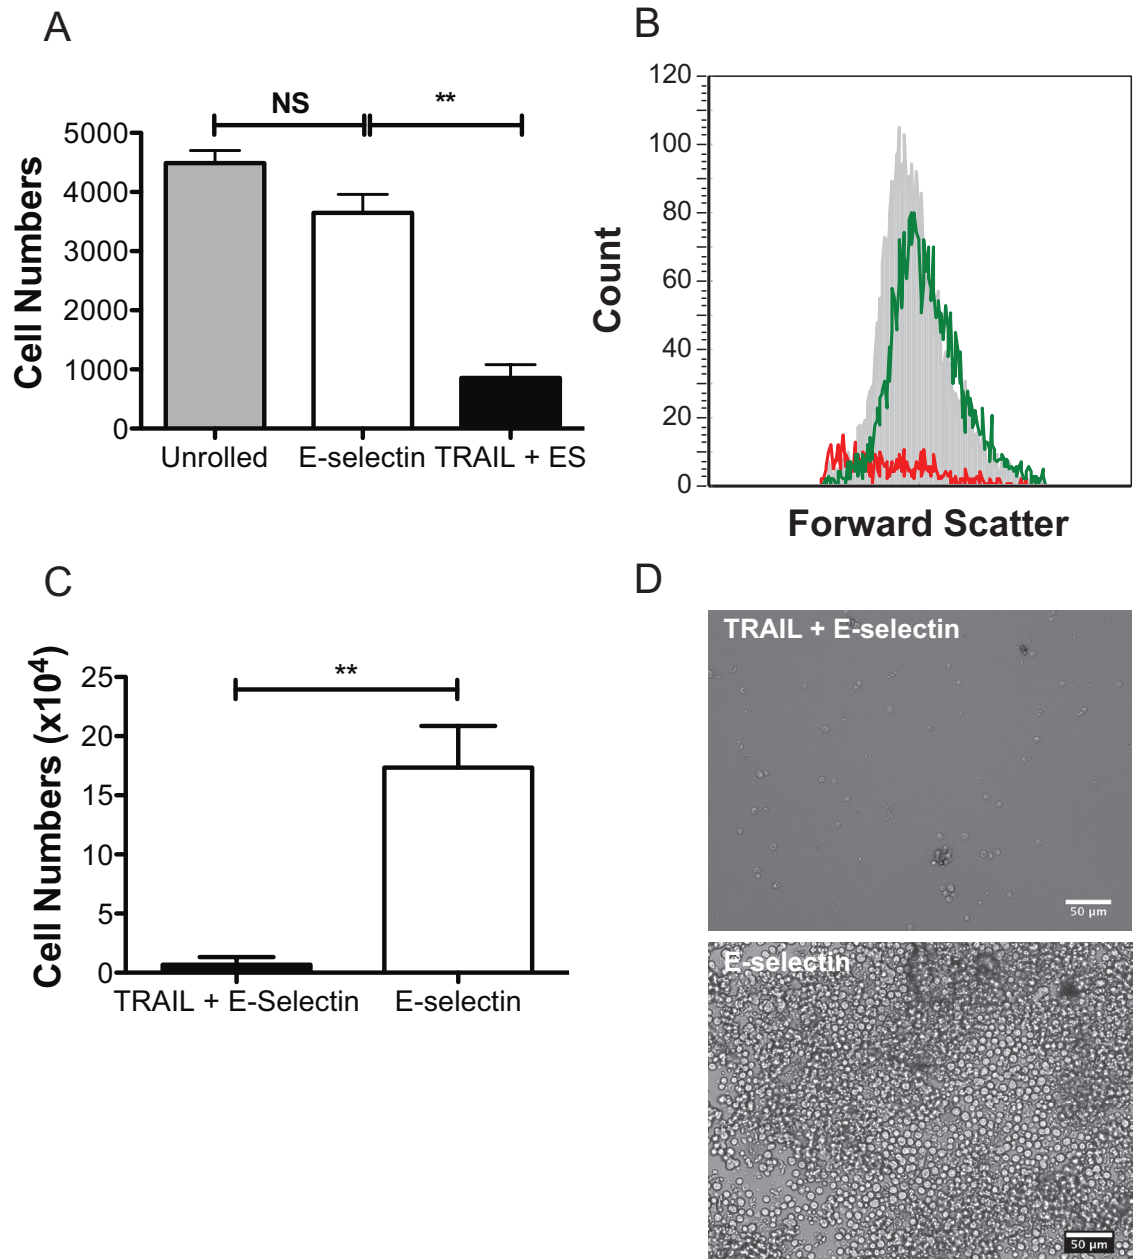 A
NS
**
5000
4000
3000
2000
1000
0
Cell Numbers
Unrolled
E-selectin
TRAIL + ES
B
120
100
80
60
40
20
0
Count
Forward Scatter
C
**
25
20
15
10
5
0
Cell Numbers (x10⁴)
TRAIL + E-Selectin
E-selectin
D
TRAIL + E-selectin
50 µm
E-selectin
50 µm